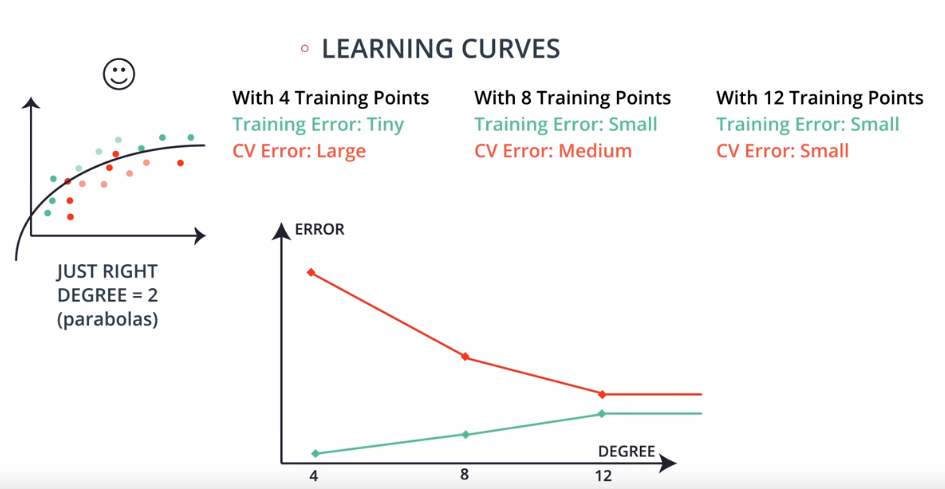 LEARNING CURVES
With 4 Training Points
Training Error: Tiny
CV Error: Large
With 8 Training Points
Training Error: Small
CV Error: Medium
With 12 Training Points
Training Error: Small
CV Error: Small
JUST RIGHT
DEGREE = 2
(parabolas)
ERROR
DEGREE
4
8
12